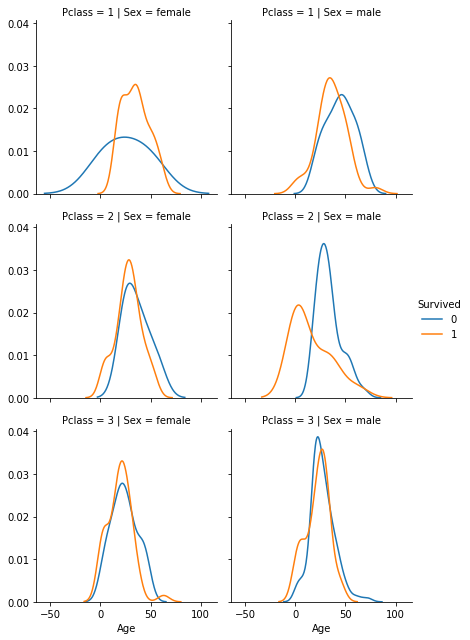 Pclass = 1 | Sex = female
Pclass = 1 | Sex = male
0.04
0.03
0.02
0.01
0.00
Pclass = 2 | Sex = female
Pclass = 2 | Sex = male
0.04
0.03
0.02
0.01
0.00
Survived
0
1
Pclass = 3 | Sex = female
Pclass = 3 | Sex = male
0.04
0.03
0.02
0.01
0.00
−50 0 50 100
−50 0 50 100
Age
Age